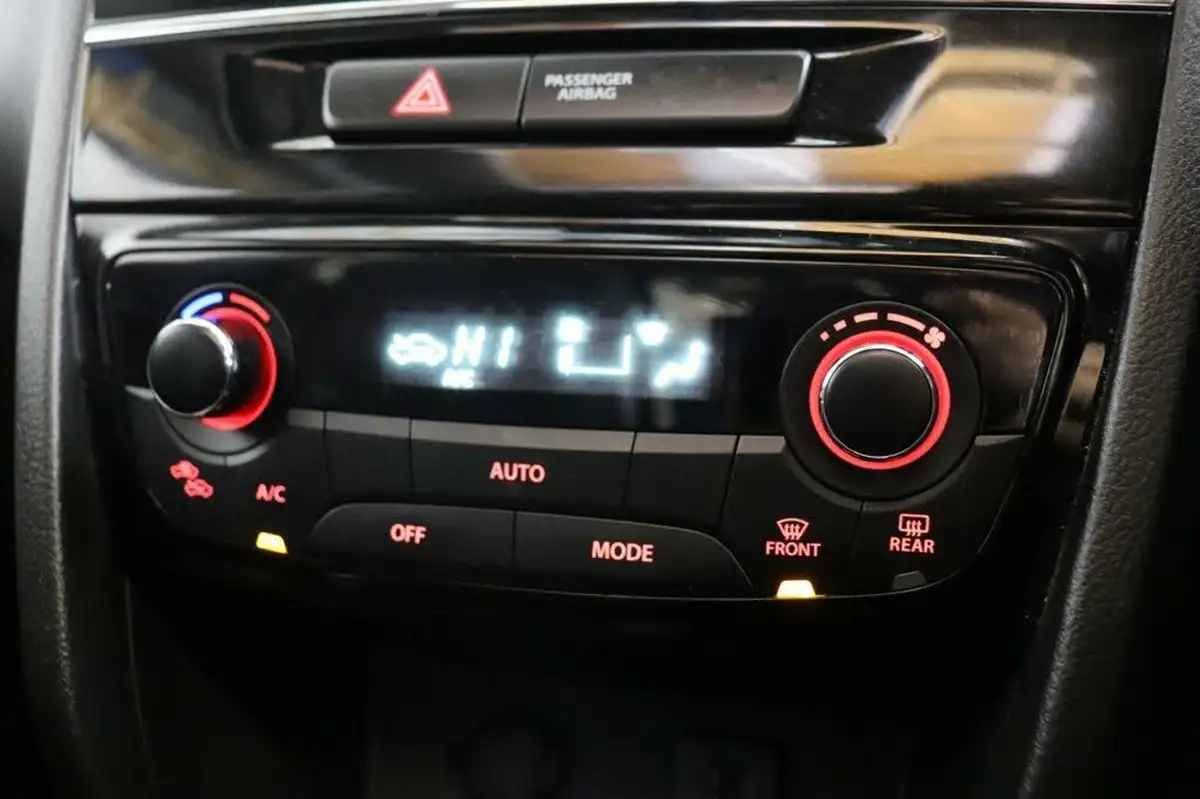 PASSENGER
AIRBAG
HI
A/C
AUTO
A/C
OFF
MODE
FRONT
REAR